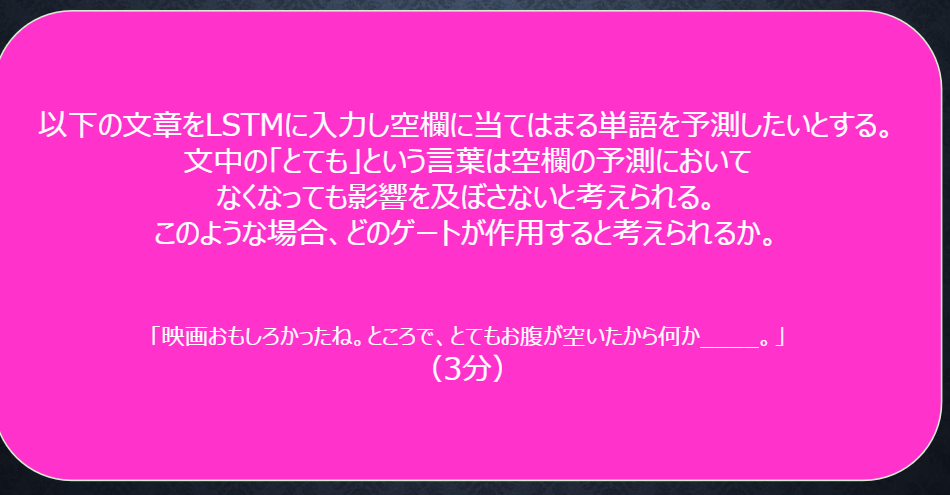 以下の文章をLSTMに入力し空欄に当てはまる単語を予測したいとする。
文中の「とても」という言葉は空欄の予測において
なくなっても影響を及ぼさないと考えられる。
このような場合、どのゲートが作用すると考えられるか。
「映画おもしろかったね。ところで、とてもお腹が空いたから何か_____。」
（3分）